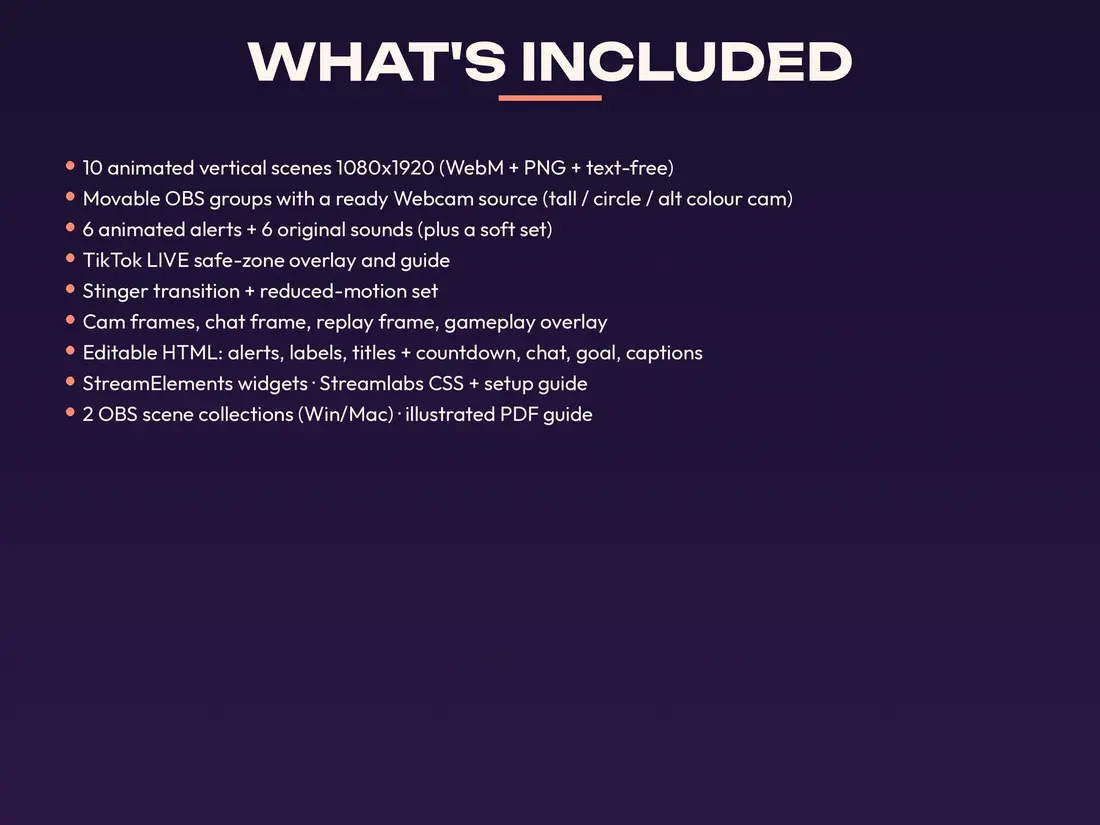 WHAT'S INCLUDED
• 10 animated vertical scenes 1080x1920 (WebM + PNG + text-free)
• Movable OBS groups with a ready Webcam source (tall / circle / alt colour cam)
• 6 animated alerts + 6 original sounds (plus a soft set)
• TikTok LIVE safe-zone overlay and guide
• Stinger transition + reduced-motion set
• Cam frames, chat frame, replay frame, gameplay overlay
• Editable HTML: alerts, labels, titles + countdown, chat, goal, captions
• StreamElements widgets · Streamlabs CSS + setup guide
• 2 OBS scene collections (Win/Mac) · illustrated PDF guide